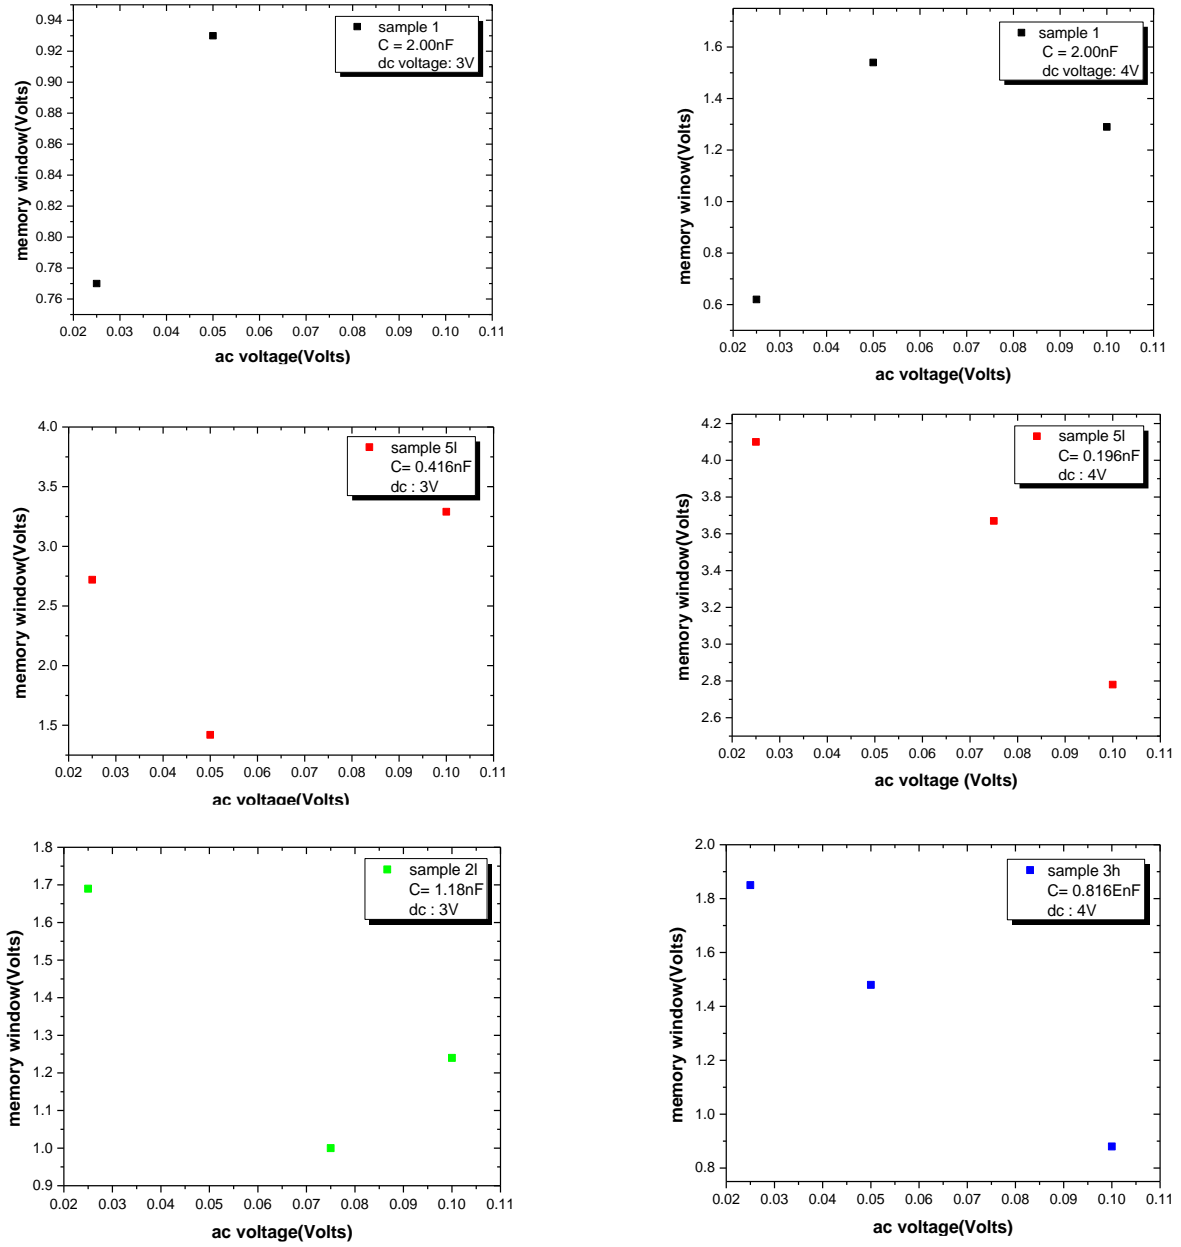 sample 1
C = 2.00nF
dc voltage: 3V
memory window(Volts)
0.94
0.92
0.90
0.88
0.86
0.84
0.82
0.80
0.78
0.76
0.02 0.03 0.04 0.05 0.06 0.07 0.08 0.09 0.10 0.11
ac voltage(Volts)
sample 1
C = 2.00nF
dc voltage: 4V
memory winow(Volts)
1.6
1.4
1.2
1.0
0.8
0.6
0.02 0.03 0.04 0.05 0.06 0.07 0.08 0.09 0.10 0.11
ac voltage(Volts)
sample 5l
C= 0.416nF
dc : 3V
memory window(Volts)
4.0
3.5
3.0
2.5
2.0
1.5
0.02 0.03 0.04 0.05 0.06 0.07 0.08 0.09 0.10 0.11
ac voltage(Volts)
sample 5l
C= 0.196nF
dc : 4V
memory window(Volts)
4.2
4.0
3.8
3.6
3.4
3.2
3.0
2.8
2.6
0.02 0.03 0.04 0.05 0.06 0.07 0.08 0.09 0.10 0.11
ac voltage (Volts)
sample 2l
C= 1.18nF
dc : 3V
memory window(Volts)
1.8
1.7
1.6
1.5
1.4
1.3
1.2
1.1
1.0
0.9
0.02 0.03 0.04 0.05 0.06 0.07 0.08 0.09 0.10 0.11
ac voltage(Volts)
sample 3h
C= 0.816EnF
dc : 4V
memory window(Volts)
2.0
1.8
1.6
1.4
1.2
1.0
0.8
0.02 0.03 0.04 0.05 0.06 0.07 0.08 0.09 0.10 0.11
ac voltage(Volts)